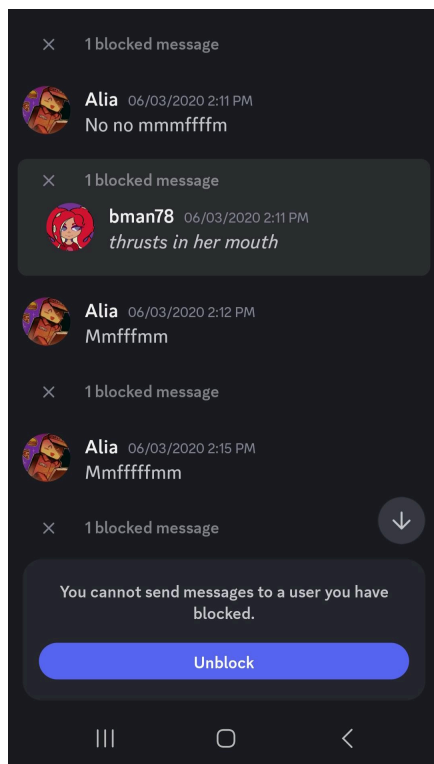 1 blocked message
Alia 06/03/2020 2:11 PM
No no mmmffffm
1 blocked message
bman78 06/03/2020 2:11 PM
thrusts in her mouth
Alia 06/03/2020 2:12 PM
Mmfffmm
1 blocked message
Alia 06/03/2020 2:15 PM
Mmfffffmm
1 blocked message
You cannot send messages to a user you have
blocked.
Unblock